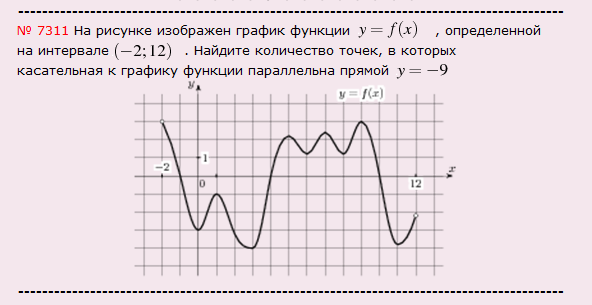 № 7311 На рисунке изображен график функции y = f(x) , определенной
на интервале (−2;12) . Найдите количество точек, в которых
касательная к графику функции параллельна прямой y = −9
y
y = f(x)
1
−2
x
0
12